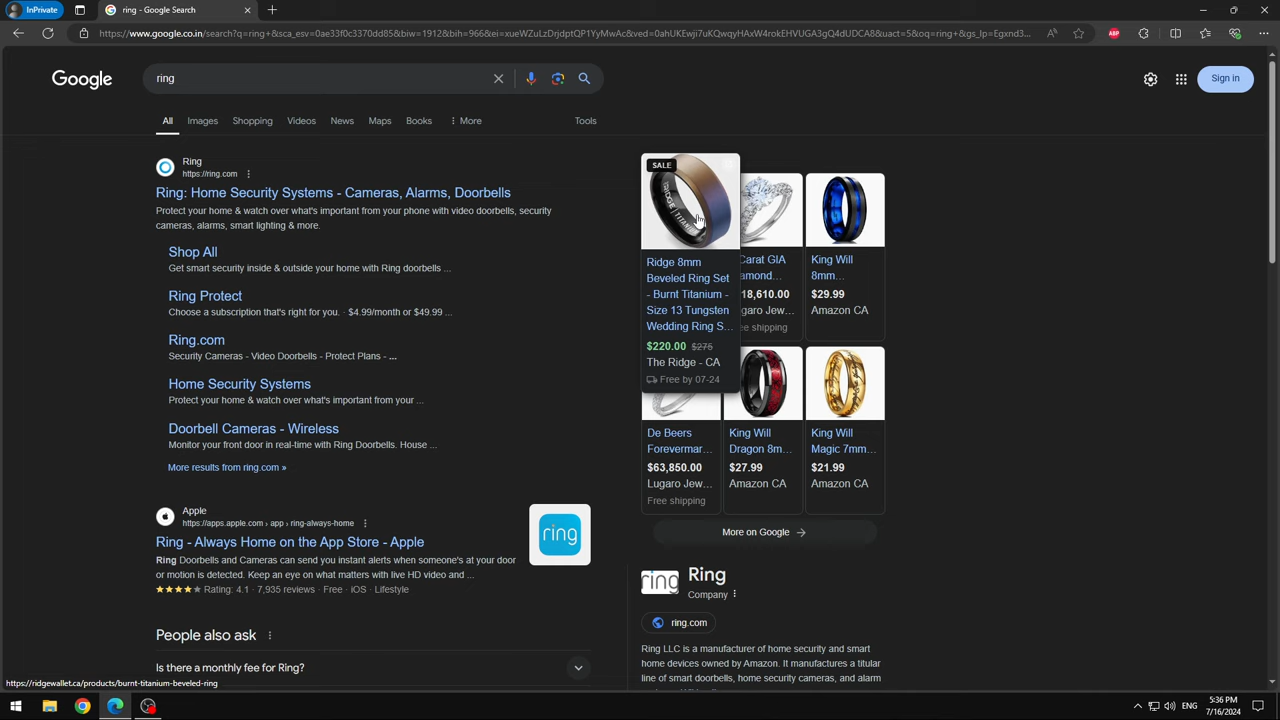 InPrivate
ring - Google Search
https://www.google.co.in/search?q=ring+&sca_esv=0ae33f0c3370dd85&biw=1912&bih=966&ei=xueWZuLzDrjdptQP1YyMwAc&ved=0ahUKEwji7uKQwqyHAxW4rokEHVUGA3gQ4dUDCA8&uact=5&oq=ring+&gs_lp=Egxnd3...
ABP
Google
ring
Sign in
All
Images
Shopping
Videos
News
Maps
Books
More
Tools
Ring
https://ring.com
Ring: Home Security Systems - Cameras, Alarms, Doorbells
Protect your home & watch over what's important from your phone with video doorbells, security
cameras, alarms, smart lighting & more.
Shop All
Get smart security inside & outside your home with Ring doorbells ...
Ring Protect
Choose a subscription that's right for you. · $4.99/month or $49.99 ...
Ring.com
Security Cameras - Video Doorbells - Protect Plans - ...
Home Security Systems
Protect your home & watch over what's important from your ...
Doorbell Cameras - Wireless
Monitor your front door in real-time with Ring Doorbells. House ...
More results from ring.com »
Apple
https://apps.apple.com › app › ring-always-home
Ring - Always Home on the App Store - Apple
Ring Doorbells and Cameras can send you instant alerts when someone's at your door
or motion is detected. Keep an eye on what matters with live HD video and ...
Rating: 4.1 · 7,935 reviews · Free · iOS · Lifestyle
ring
People also ask
Is there a monthly fee for Ring?
SALE
RIDGE | TITANIUM
Ridge 8mm
Beveled Ring Set
- Burnt Titanium -
Size 13 Tungsten
Wedding Ring S...
$220.00 $275
The Ridge - CA
Free by 07-24
Carat GIA
amond...
18,610.00
garo Jew...
ee shipping
King Will
8mm...
$29.99
Amazon CA
De Beers
Forevermar...
$63,850.00
Lugaro Jew...
Free shipping
King Will
Dragon 8m...
$27.99
Amazon CA
King Will
Magic 7mm...
$21.99
Amazon CA
More on Google
ring
Ring
Company
ring.com
Ring LLC is a manufacturer of home security and smart
home devices owned by Amazon. It manufactures a titular
line of smart doorbells, home security cameras, and alarm
https://ridgewallet.ca/products/burnt-titanium-beveled-ring
ENG
5:36 PM
7/16/2024